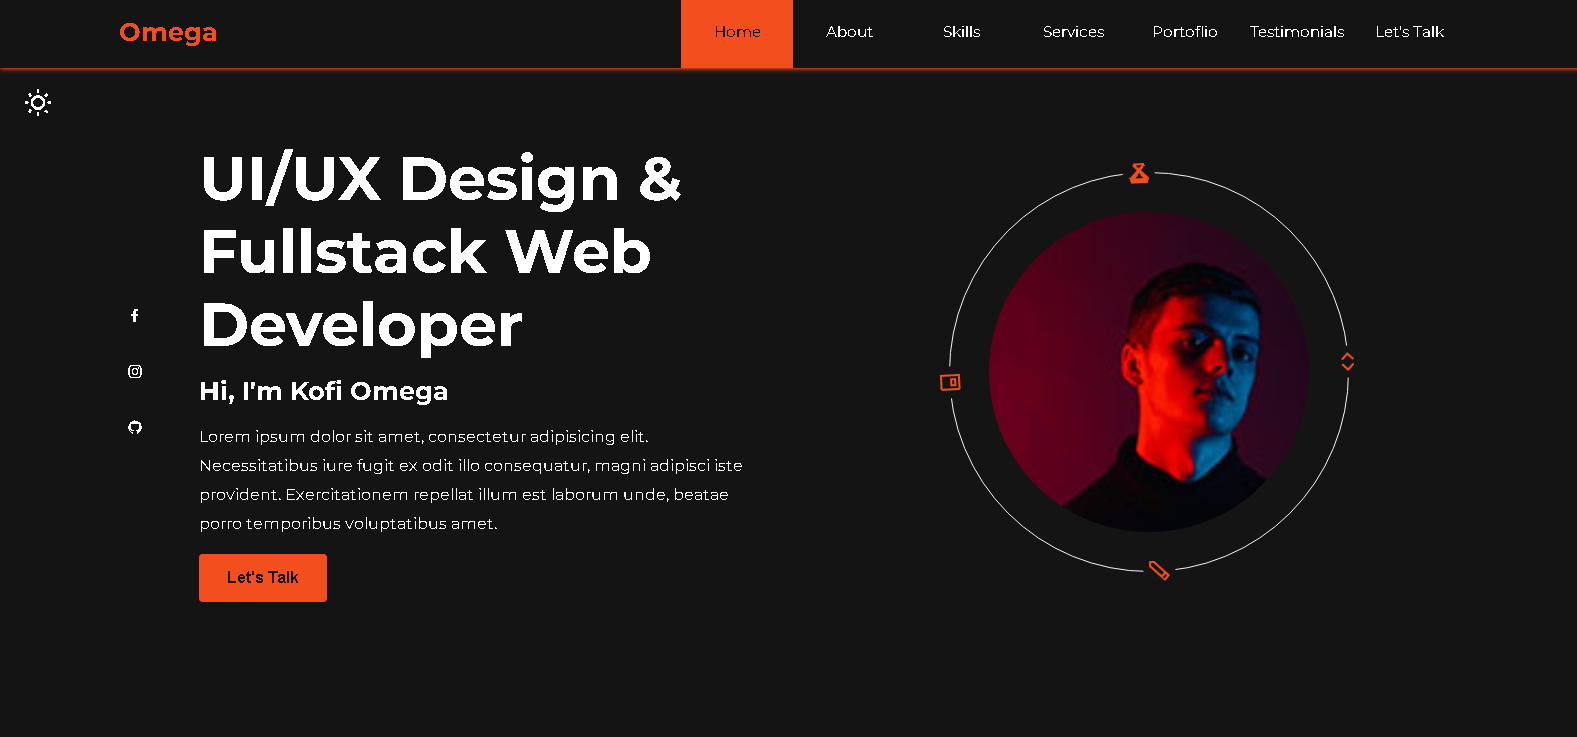 Omega
Home About Skills Services Portoflio Testimonials Let's Talk
UI/UX Design &
Fullstack Web
Developer
Hi, I'm Kofi Omega
Lorem ipsum dolor sit amet, consectetur adipisicing elit.
Necessitatibus iure fugit ex odit illo consequatur, magni adipisci iste
provident. Exercitationem repellat illum est laborum unde, beatae
porro temporibus voluptatibus amet.
Let's Talk